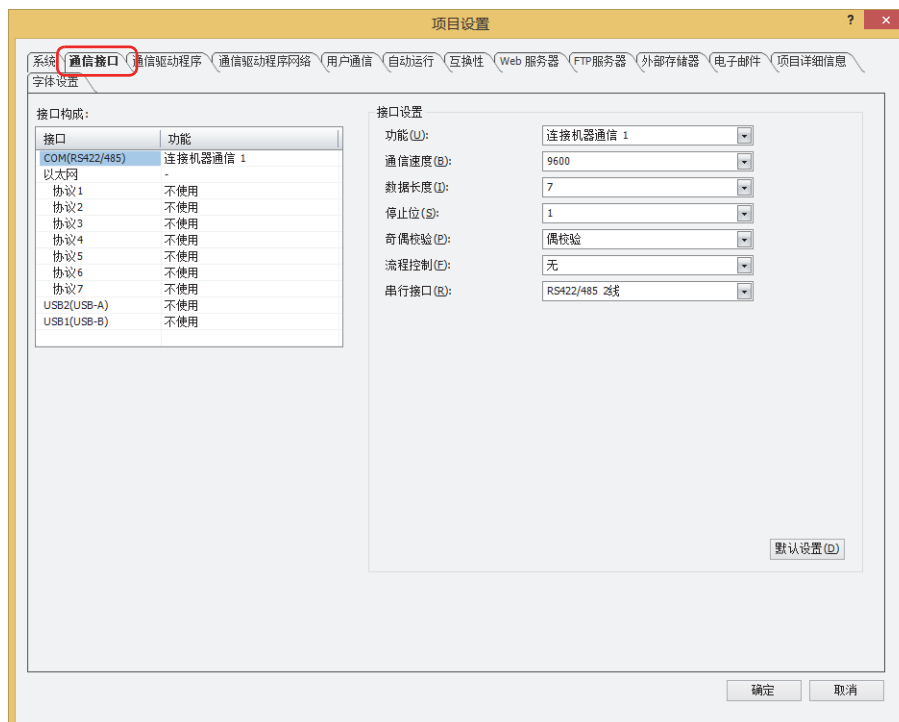 项目设置
? ×
系统 通信接口 通信驱动程序 通信驱动程序网络 用户通信 自动运行 互换性 Web 服务器 FTP服务器 外部存储器 电子邮件 项目详细信息
字体设置
接口构成:
接口 功能
COM(RS422/485) 连接机器通信 1
以太网 -
协议1 不使用
协议2 不使用
协议3 不使用
协议4 不使用
协议5 不使用
协议6 不使用
协议7 不使用
USB2(USB-A) 不使用
USB1(USB-B) 不使用
接口设置
功能(U): 连接机器通信 1
通信速度(B): 9600
数据长度(I): 7
停止位(S): 1
奇偶校验(P): 偶校验
流程控制(F): 无
串行接口(R): RS422/485 2线
默认设置(D)
确定 取消